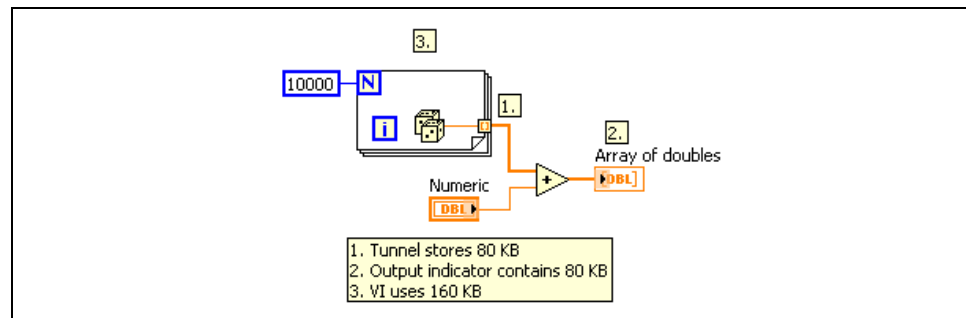 3.
10000
N
1.
i
2.
Array of doubles
DBL]
Numeric
DBL
1. Tunnel stores 80 KB
2. Output indicator contains 80 KB
3. VI uses 160 KB